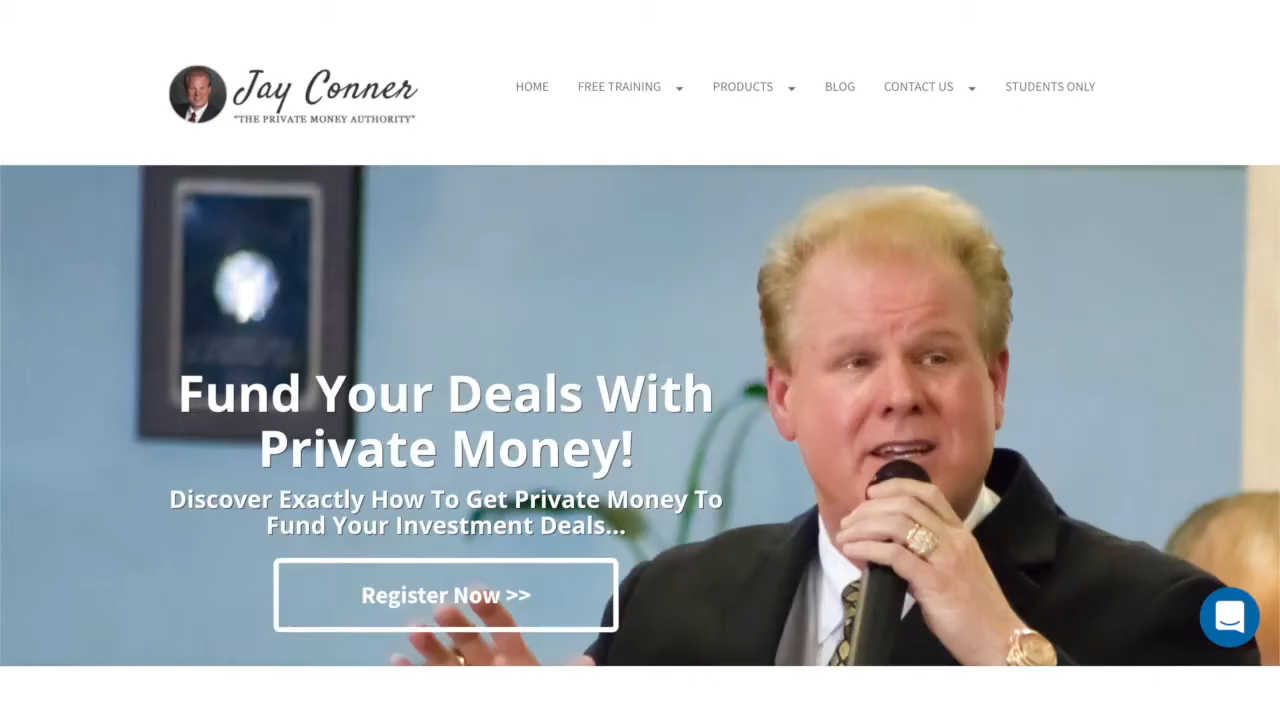 Jay Conner
"THE PRIVATE MONEY AUTHORITY"
HOME FREE TRAINING PRODUCTS BLOG CONTACT US STUDENTS ONLY
Fund Your Deals With
Private Money!
Discover Exactly How To Get Private Money To
Fund Your Investment Deals...
Register Now >>